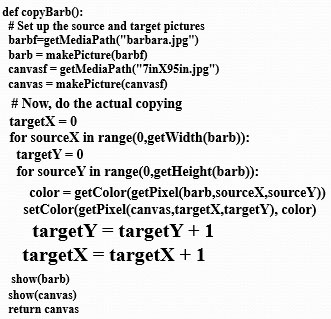 def copyBarb():
# Set up the source and target pictures
barbf=getMediaPath("barbara.jpg")
barb = makePicture(barbf)
canvasf = getMediaPath("7inX95in.jpg")
canvas = makePicture(canvasf)
# Now, do the actual copying
targetX = 0
for sourceX in range(0,getWidth(barb)):
targetY = 0
for sourceY in range(0,getHeight(barb)):
color = getColor(getPixel(barb,sourceX,sourceY))
setColor(getPixel(canvas,targetX,targetY), color)
targetY = targetY + 1
targetX = targetX + 1
show(barb)
show(canvas)
return canvas